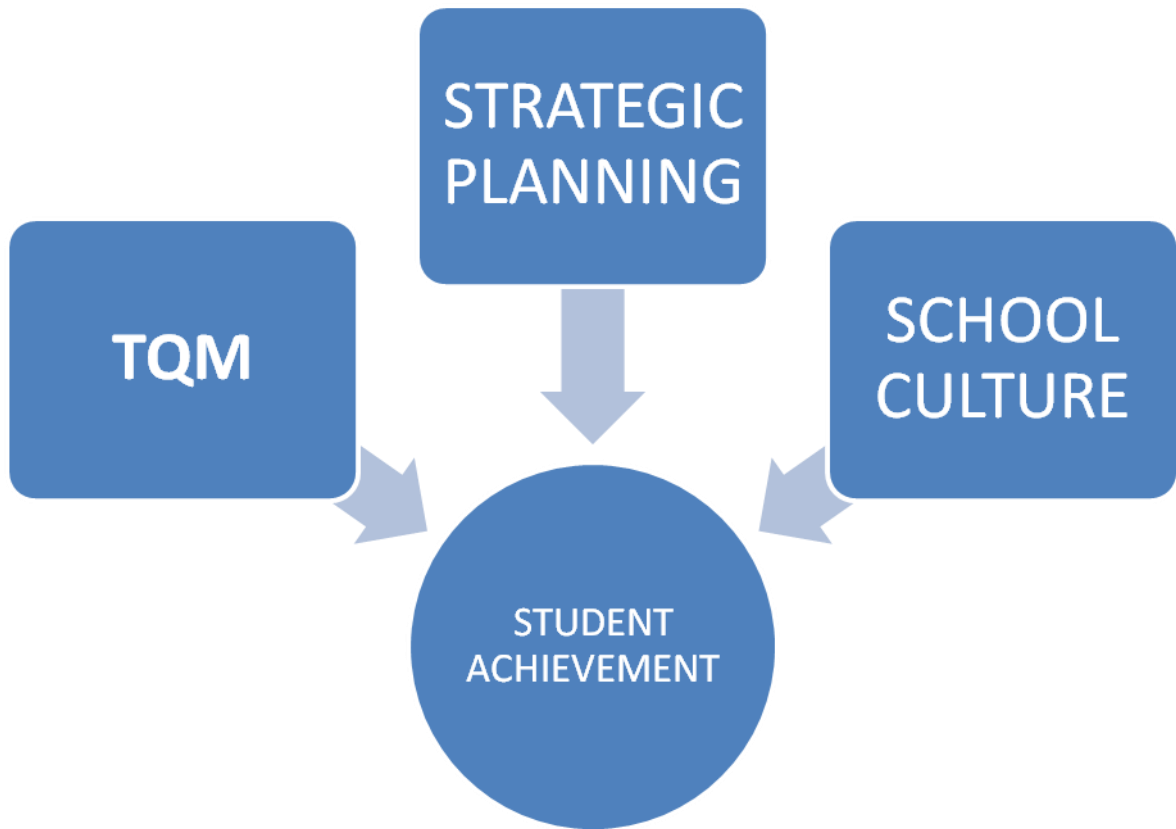 STRATEGIC
PLANNING
TQM
SCHOOL
CULTURE
STUDENT
ACHIEVEMENT